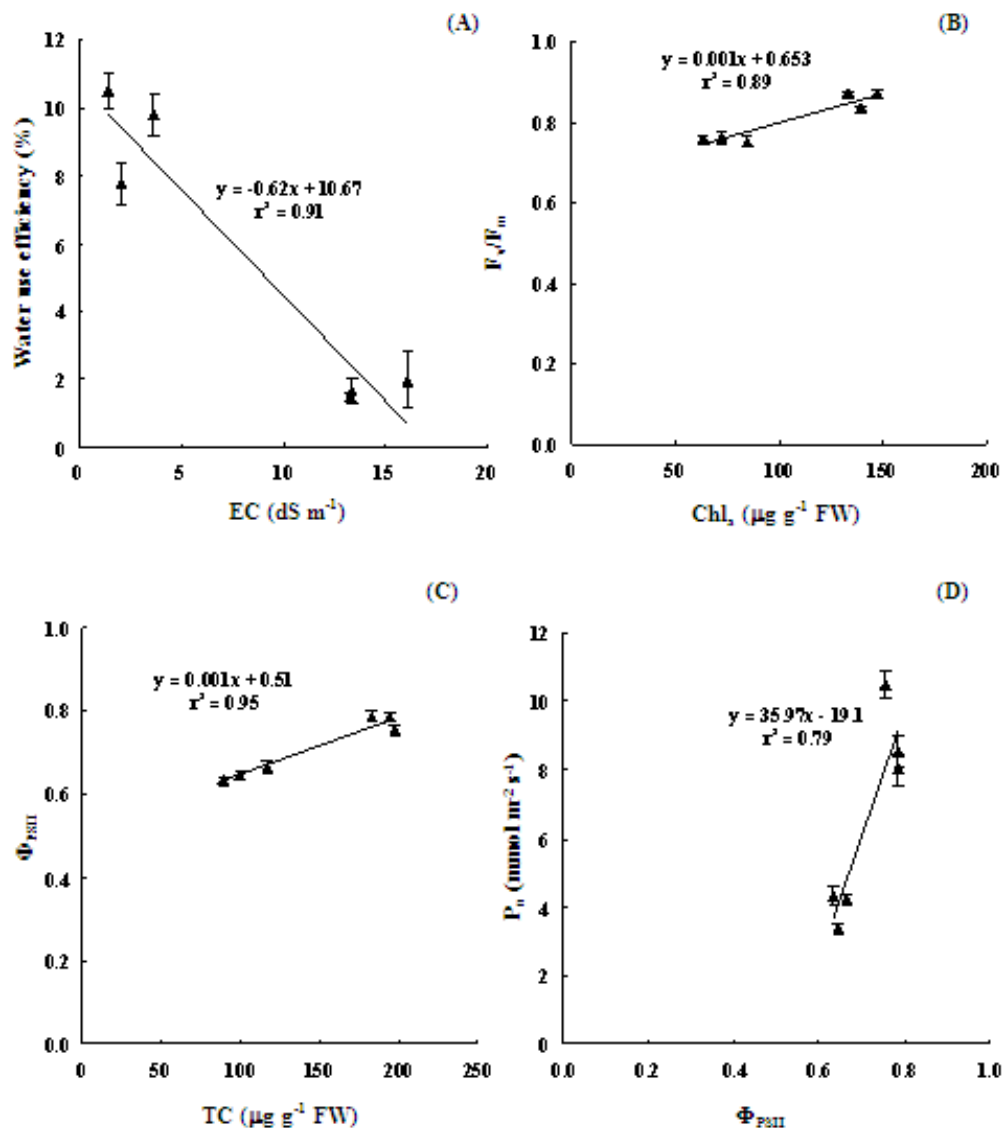 (A)
Water use efficiency (%)
12
10
8
6
4
2
0
y = -0.62x + 10.67
r² = 0.91
0 5 10 15 20
EC (dS m⁻¹)
(B)
Fᵥ/Fₘ
1.0
0.8
0.6
0.4
0.2
0.0
y = 0.001x + 0.653
r² = 0.89
0 50 100 150 200
Chlₐ (µg g⁻¹ FW)
(C)
ΦPSII
1.0
0.8
0.6
0.4
0.2
0.0
y = 0.001x + 0.51
r² = 0.95
0 50 100 150 200 250
TC (µg g⁻¹ FW)
(D)
Pₙ (mmol m⁻² s⁻¹)
12
10
8
6
4
2
0
y = 35.97x - 19.1
r² = 0.79
0.0 0.2 0.4 0.6 0.8 1.0
ΦPSII